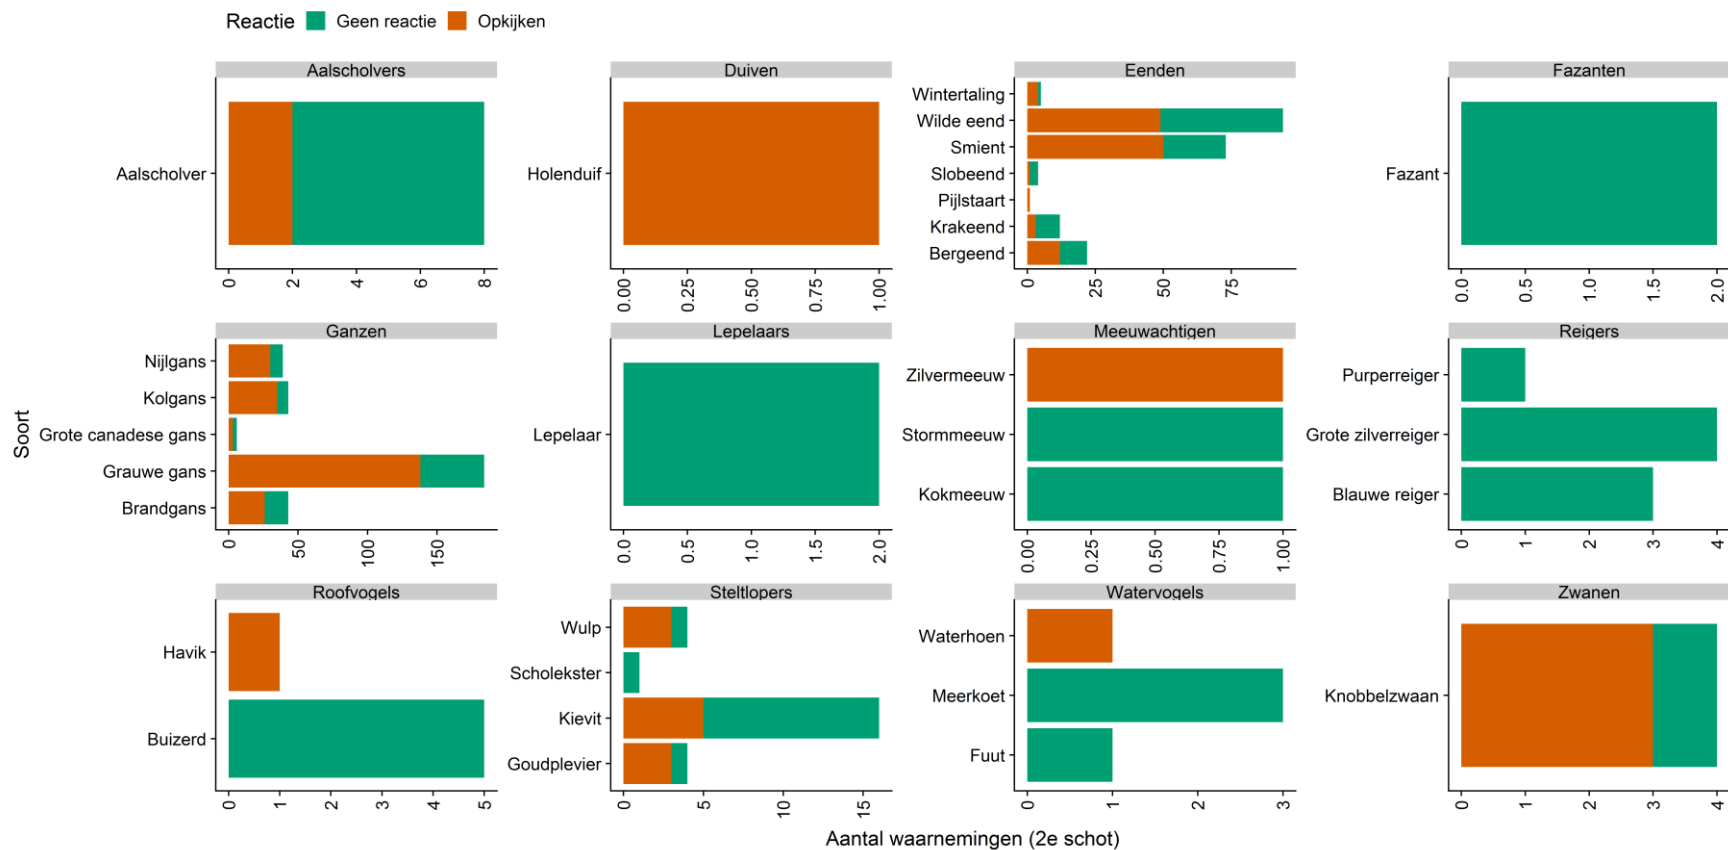 Reactie Geen reactie Opkijken
Aalscholvers
Aalscholver
0 2 4 6 8
Duiven
Holenduif
0.00 0.25 0.50 0.75 1.00
Eenden
Wintertaling
Wilde eend
Smient
Slobeend
Pijlstaart
Krakeend
Bergeend
0 25 50 75
Fazanten
Fazant
0.0 0.5 1.0 1.5 2.0
Soort
Ganzen
Nijlgans
Kolgans
Grote canadese gans
Grauwe gans
Brandgans
0 50 100 150
Lepelaars
Lepelaar
0.0 0.5 1.0 1.5 2.0
Meeuwachtigen
Zilvermeeuw
Stormmeeuw
Kokmeeuw
0.00 0.25 0.50 0.75 1.00
Reigers
Purperreiger
Grote zilverreiger
Blauwe reiger
0 1 2 3 4
Roofvogels
Havik
Buizerd
0 1 2 3 4 5
Steltlopers
Wulp
Scholekster
Kievit
Goudplevier
0 5 10 15
Watervogels
Waterhoen
Meerkoet
Fuut
0 1 2 3
Zwanen
Knobbelzwaan
0 1 2 3 4
Aantal waarnemingen (2e schot)